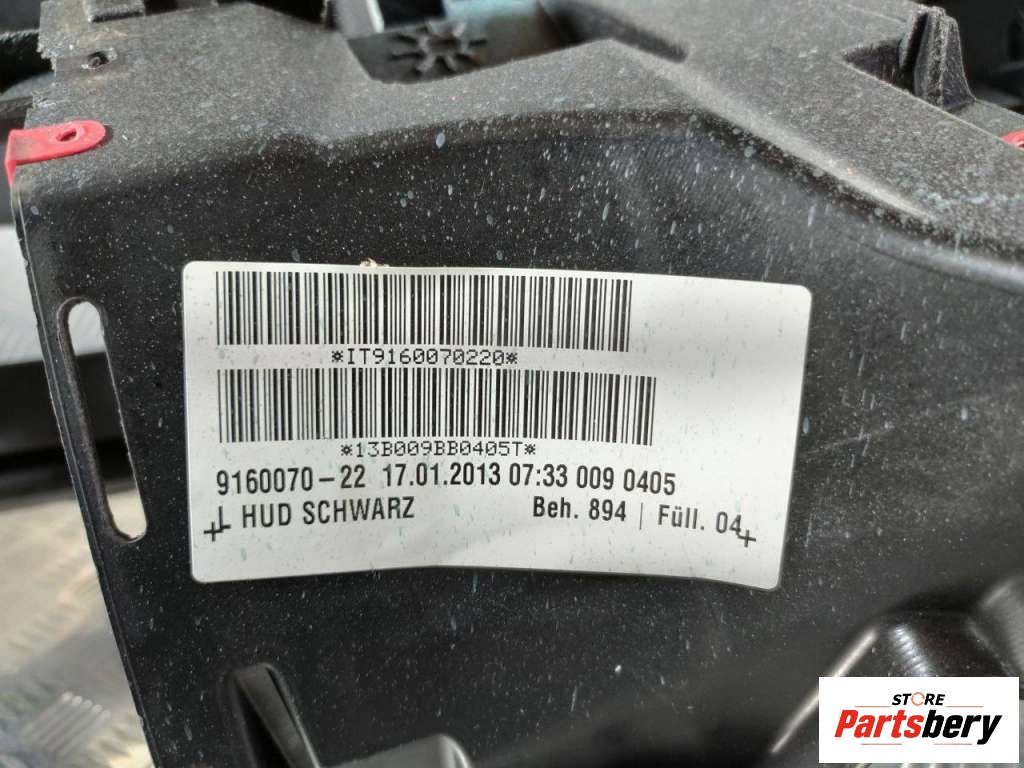 *IT9160070220*
*13B009BB0405T*
9160070-22 17.01.2013 07:33 009 0405
L HUD SCHWARZ Beh. 894 | Füll. 04
STORE
Partsbery